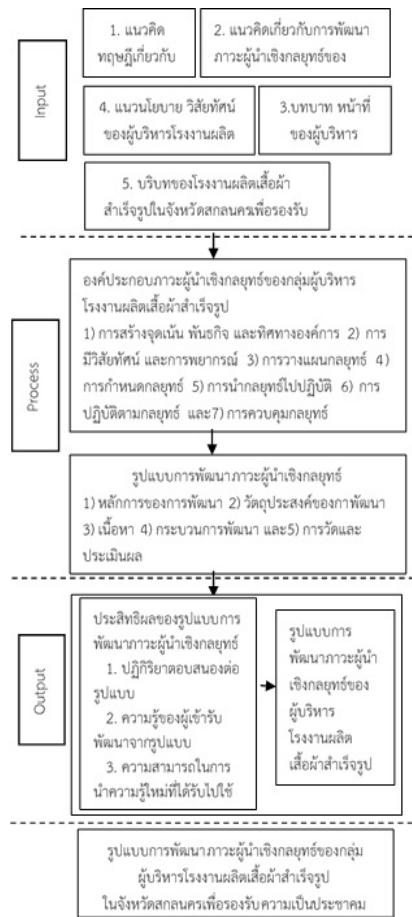 Input
1. แนวคิด
ทฤษฎีเกี่ยวกับ
2. แนวคิดเกี่ยวกับการพัฒนา
ภาวะผู้นำเชิงกลยุทธ์ของ
4. แนวนโยบาย วิสัยทัศน์
ของผู้บริหารโรงงานผลิต
3.บทบาท หน้าที่
ของผู้บริหาร
5. บริบทของโรงงานผลิตเสื้อผ้า
สำเร็จรูปในจังหวัดสกลนครเพื่อรองรับ
Process
องค์ประกอบภาวะผู้นำเชิงกลยุทธ์ของกลุ่มผู้บริหาร
โรงงานผลิตเสื้อผ้าสำเร็จรูป
1) การสร้างจุดเน้น พันธกิจ และทิศทางองค์การ 2) การ
มีวิสัยทัศน์ และการพยากรณ์ 3) การวางแผนกลยุทธ์ 4)
การกำหนดกลยุทธ์ 5) การนำกลยุทธ์ไปปฏิบัติ 6) การ
ปฏิบัติตามกลยุทธ์ และ7) การควบคุมกลยุทธ์
รูปแบบการพัฒนาภาวะผู้นำเชิงกลยุทธ์
1) หลักการของการพัฒนา 2) วัตถุประสงค์ของกาพัฒนา
3) เนื้อหา 4) กระบวนการพัฒนา และ5) การวัดและ
ประเมินผล
Output
ประสิทธิผลของรูปแบบการ
พัฒนาภาวะผู้นำเชิงกลยุทธ์
1. ปฏิกิริยาตอบสนองต่อ
รูปแบบ
2. ความรู้ของผู้เข้ารับ
พัฒนาจากรูปแบบ
3. ความสามารถในการ
นำความรู้ใหม่ที่ได้รับไปใช้
รูปแบบการ
พัฒนาภาวะผู้นำ
เชิงกลยุทธ์ของ
ผู้บริหาร
โรงงานผลิต
เสื้อผ้าสำเร็จรูป
รูปแบบการพัฒนาภาวะผู้นำเชิงกลยุทธ์ของกลุ่ม
ผู้บริหารโรงงานผลิตเสื้อผ้าสำเร็จรูป
ในจังหวัดสกลนครเพื่อรองรับความเป็นประชาคม